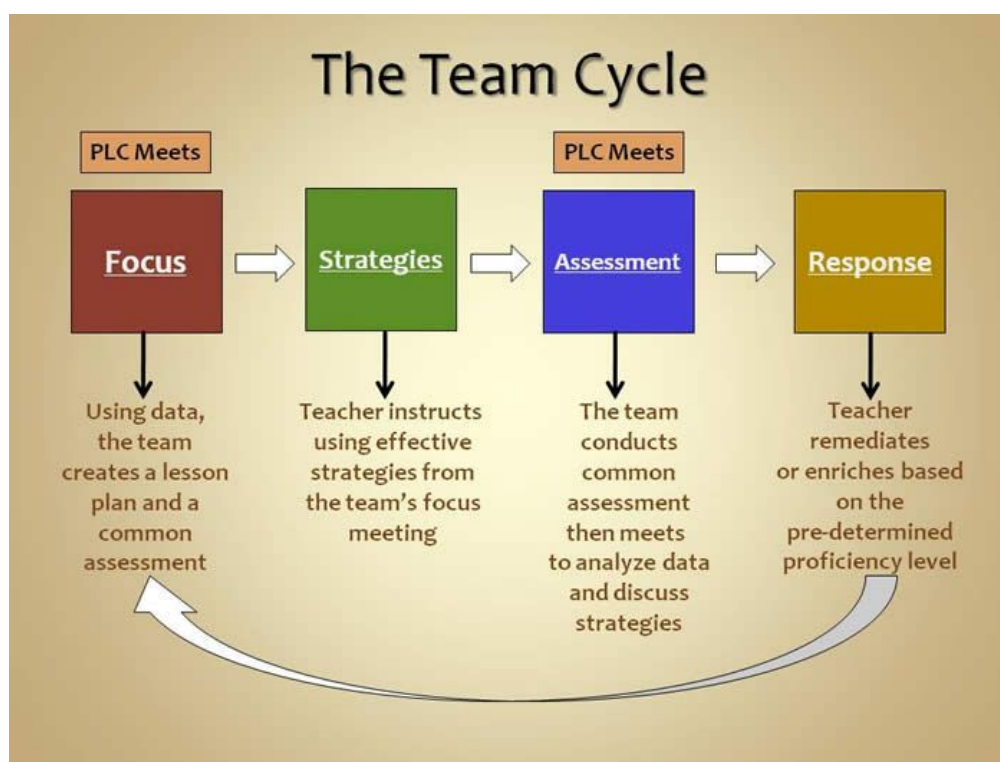 The Team Cycle
PLC Meets
PLC Meets
Focus
Strategies
Assessment
Response
Using data,
the team
creates a lesson
plan and a
common
assessment
Teacher instructs
using effective
strategies from
the team's focus
meeting
The team
conducts
common
assessment
then meets
to analyze data
and discuss
strategies
Teacher
remediates
or enriches based
on the
pre-determined
proficiency level